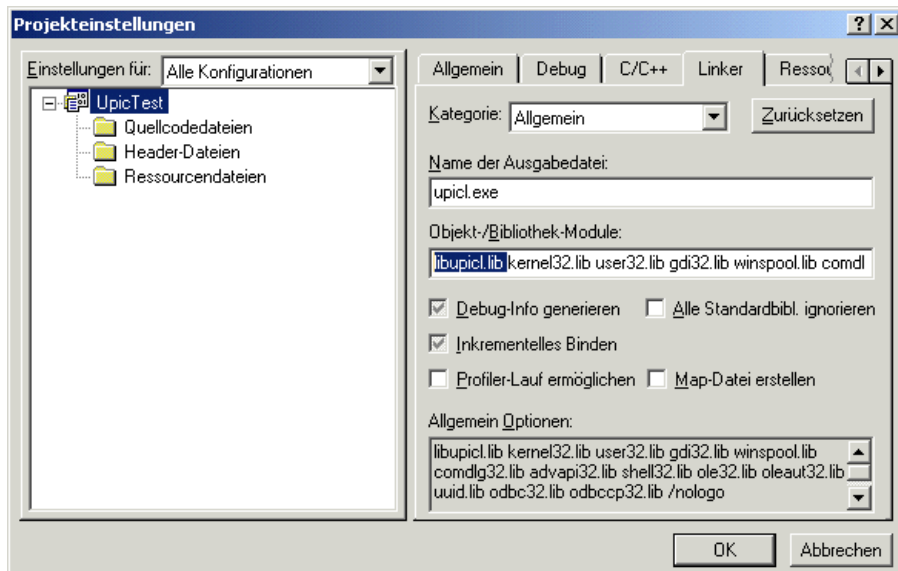 Projekteinstellungen
Einstellungen für: Alle Konfigurationen
UpicTest
Quellcodedateien
Header-Dateien
Ressourcendateien
Allgemein Debug C/C++ Linker
Kategorie: Allgemein Zurücksetzen
Name der Ausgabedatei:
upicl.exe
Objekt-/Bibliothek-Module:
libupicl.lib kernel32.lib user32.lib gdi32.lib winspool.lib comdl
Debug-Info generieren Alle Standardbibl. ignorieren
Inkrementelles Binden
Profiler-Lauf ermöglichen Map-Datei erstellen
Allgemein Optionen:
libupicl.lib kernel32.lib user32.lib gdi32.lib winspool.lib
comdlg32.lib advapi32.lib shell32.lib ole32.lib oleaut32.lib
uuid.lib odbc32.lib odbccp32.lib /nologo
OK Abbrechen